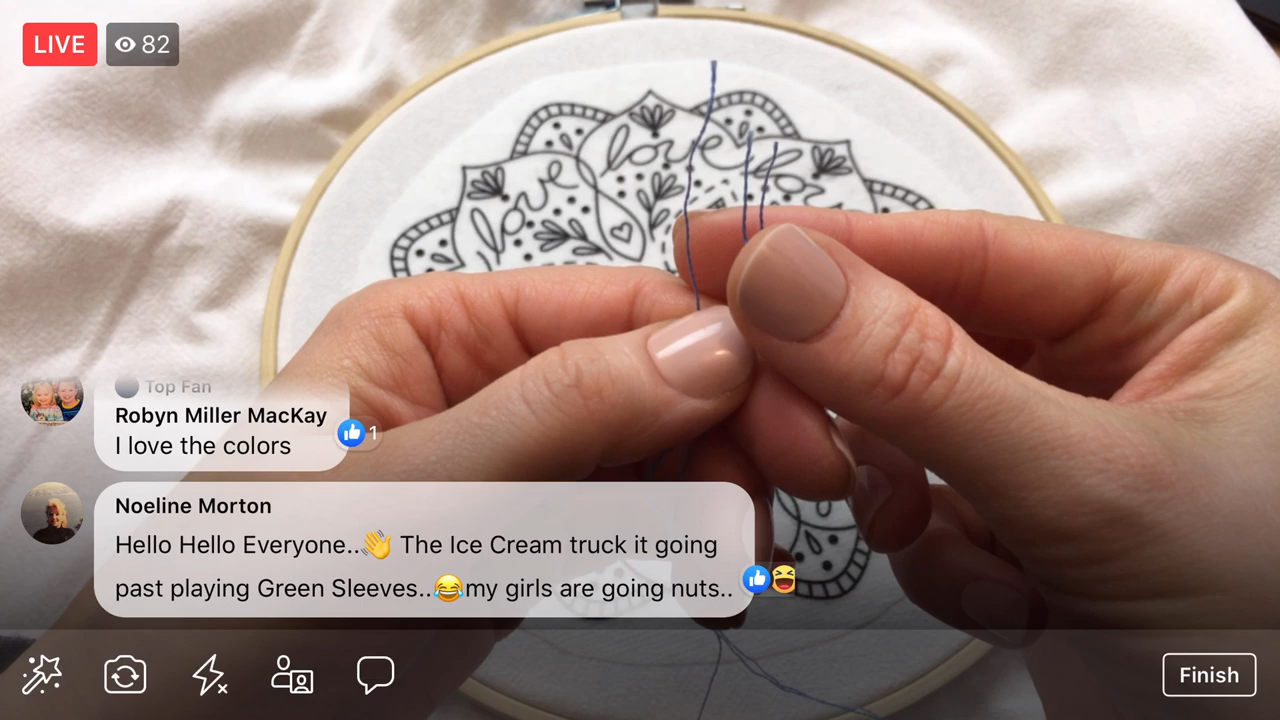 LIVE 82
love love
Top Fan
Robyn Miller MacKay
I love the colors
1
Noeline Morton
Hello Hello Everyone..👋 The Ice Cream truck it going
past playing Green Sleeves..😂my girls are going nuts..
Finish